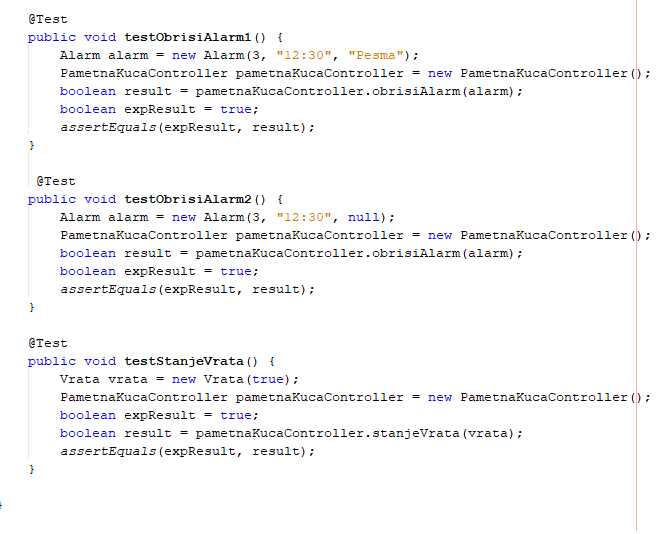 @Test
public void testObrisiAlarm1() {
    Alarm alarm = new Alarm(3, "12:30", "Pesma");
    PametnaKucaController pametnaKucaController = new PametnaKucaController();
    boolean result = pametnaKucaController.obrisiAlarm(alarm);
    boolean expResult = true;
    assertEquals(expResult, result);
}
 @Test
public void testObrisiAlarm2() {
    Alarm alarm = new Alarm(3, "12:30", null);
    PametnaKucaController pametnaKucaController = new PametnaKucaController();
    boolean result = pametnaKucaController.obrisiAlarm(alarm);
    boolean expResult = true;
    assertEquals(expResult, result);
}
@Test
public void testStanjeVrata() {
    Vrata vrata = new Vrata(true);
    PametnaKucaController pametnaKucaController = new PametnaKucaController();
    boolean expResult = true;
    boolean result = pametnaKucaController.stanjeVrata(vrata);
    assertEquals(expResult, result);
}
}